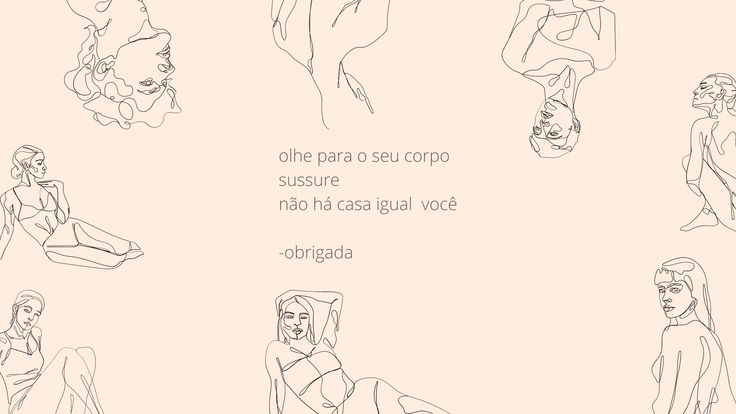 olhe para o seu corpo
sussure
não há casa igual  você
-obrigada